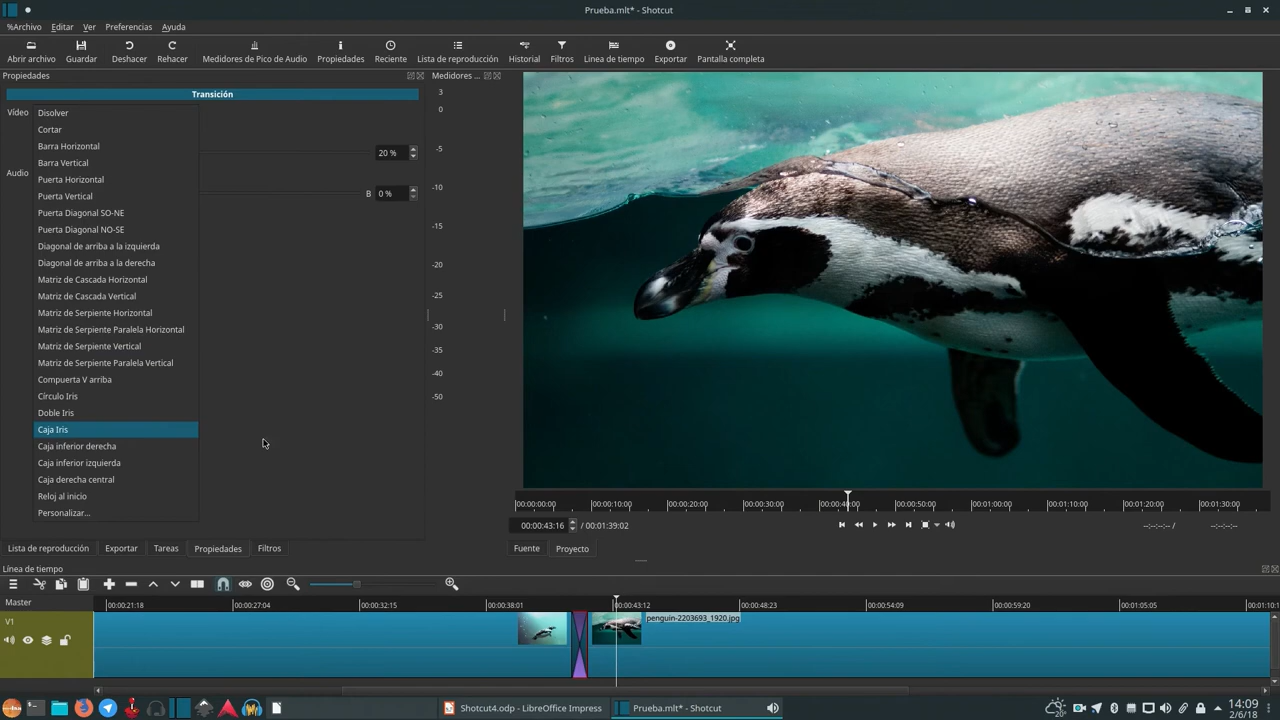 Prueba.mlt* - Shotcut
%Archivo Editar Ver Preferencias Ayuda
Abrir archivo Guardar Deshacer Rehacer Medidores de Pico de Audio Propiedades Reciente Lista de reproducción Historial Filtros Linea de tiempo Exportar Pantalla completa
Propiedades
Medidores ...
Transición
Vídeo
Audio
Disolver
Cortar
Barra Horizontal
Barra Vertical
Puerta Horizontal
Puerta Vertical
Puerta Diagonal SO-NE
Puerta Diagonal NO-SE
Diagonal de arriba a la izquierda
Diagonal de arriba a la derecha
Matriz de Cascada Horizontal
Matriz de Cascada Vertical
Matriz de Serpiente Horizontal
Matriz de Serpiente Paralela Horizontal
Matriz de Serpiente Vertical
Matriz de Serpiente Paralela Vertical
Compuerta V arriba
Círculo Iris
Doble Iris
Caja Iris
Caja inferior derecha
Caja inferior izquierda
Caja derecha central
Reloj al inicio
Personalizar...
20 %
B 0 %
3
0
-5
-10
-15
-20
-25
-30
-35
-40
-50
00:00:00:00 00:00:10:00 00:00:20:00 00:00:30:00 00:00:40:00 00:00:50:00 00:01:00:00 00:01:10:00 00:01:20:00 00:01:30:00
00:00:43:16 / 00:01:39:02 --:--:--:-- / --:--:--:--
Lista de reproducción Exportar Tareas Propiedades Filtros
Fuente Proyecto
Línea de tiempo
Master
00:00:21:18 00:00:27:04 00:00:32:15 00:00:38:01 00:00:43:12 00:00:48:23 00:00:54:09 00:00:59:20 00:01:05:05 00:01:10:1
V1
penguin-2203693_1920.jpg
Shotcut4.odp - LibreOffice Impress
Prueba.mlt* - Shotcut
20°
14:09
2/6/18